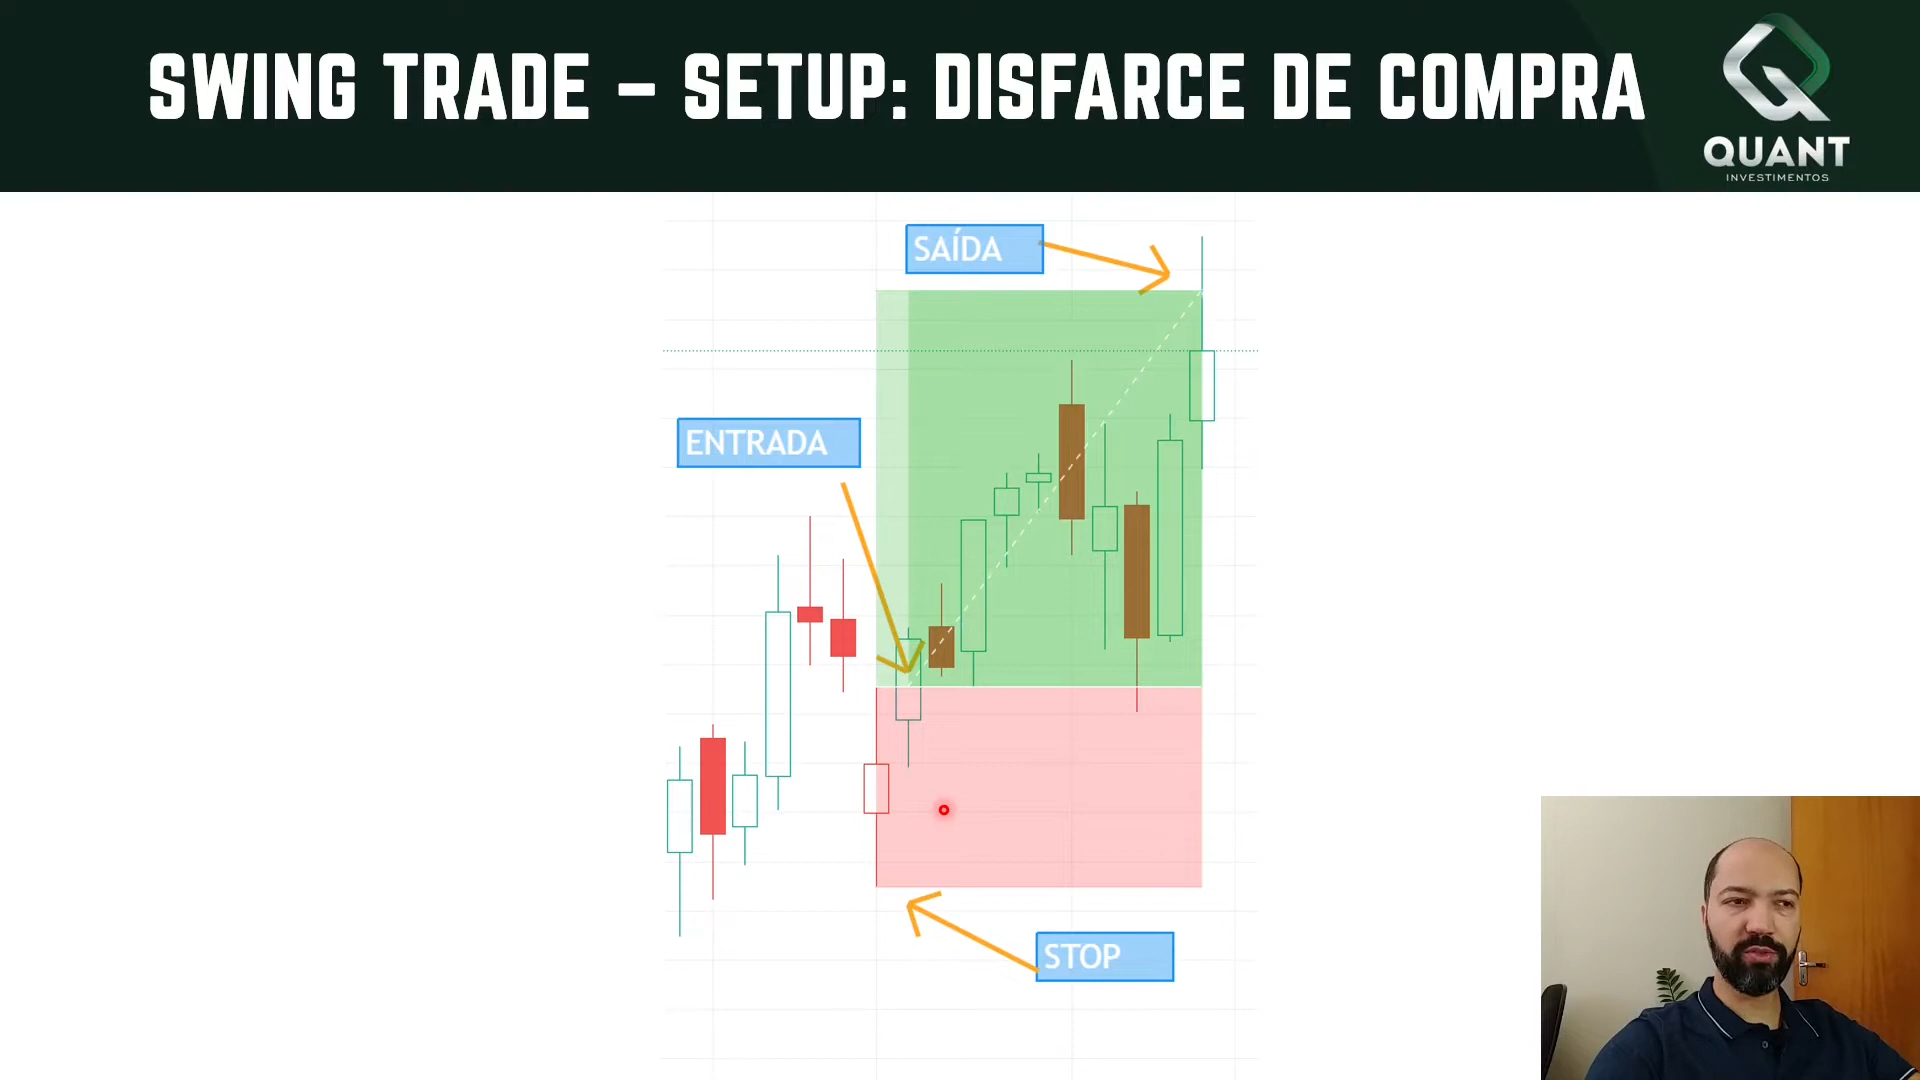 SWING TRADE – SETUP: DISFARCE DE COMPRA
QUANT
INVESTIMENTOS
SAÍDA
ENTRADA
STOP